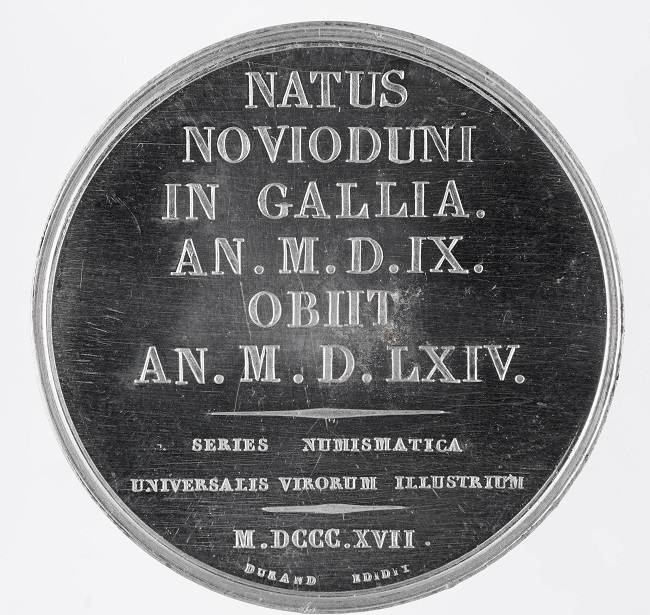 NATUS
NOVIODUNI
IN GALLIA.
AN. M. D. IX.
OBIIT
AN. M. D. LXIV.
SERIES NUMISMATICA
UNIVERSALIS VIRORUM ILLUSTRIUM
M.DCCC.XVII.
DURAND EDIDIT